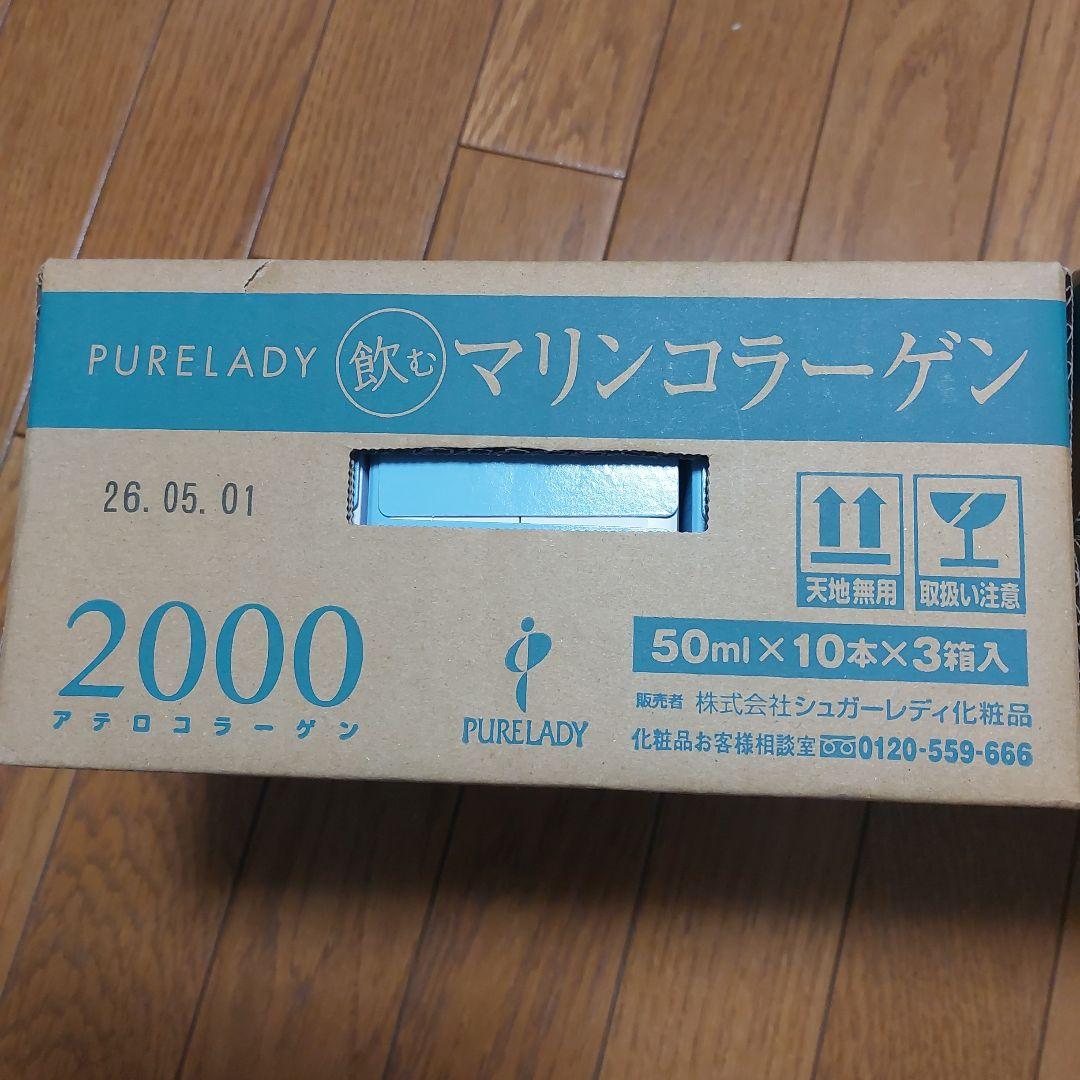 PURELADY 飲む マリンコラーゲン
26.05.01
天地無用 取扱い注意
2000
アテロコラーゲン
PURELADY
50ml×10本×3箱入
販売者 株式会社シュガーレディ化粧品
化粧品お客様相談室 0120-559-666